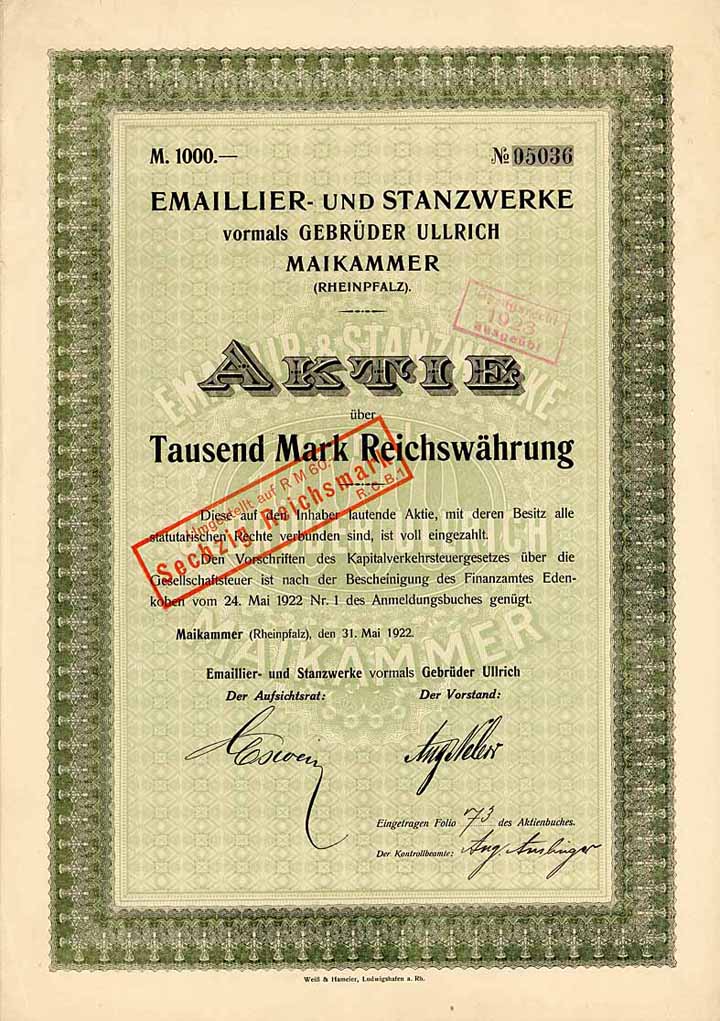 M. 1000.—
№ 95036
EMAILLIER- UND STANZWERKE
vormals GEBRÜDER ULLRICH
MAIKAMMER
(RHEINPFALZ).
1923
ausgeübt
AKTIE
über
Tausend Mark Reichswährung
Umgestellt auf R M 60.
Sechzig Reichsmark
Diese auf den Inhaber lautende Aktie, mit deren Besitz alle
statutarischen Rechte verbunden sind, ist voll eingezahlt.
Den Vorschriften des Kapitalverkehrsteuergesetzes über die
Gesellschaftsteuer ist nach der Bescheinigung des Finanzamtes Eden-
koben vom 24. Mai 1922 Nr. 1 des Anmeldungsbuches genügt.
Maikammer (Rheinpfalz), den 31. Mai 1922.
Emaillier- und Stanzwerke vormals Gebrüder Ullrich
Der Aufsichtsrat: Der Vorstand:
Eingetragen Folio 73 des Aktienbuches.
Der Kontrollbeamte:
MAIKAMMER
Weiß & Hameier, Ludwigshafen a. Rh.